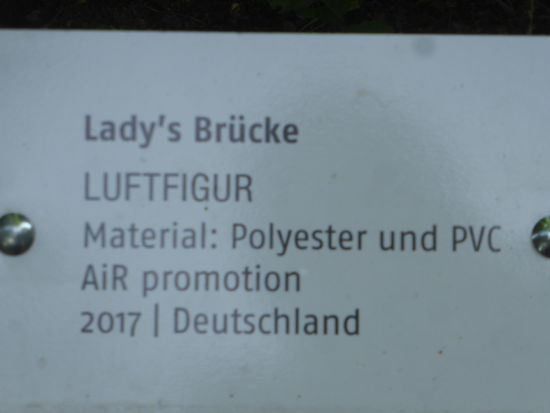 Lady's Brücke
LUFTFIGUR
Material: Polyester und PVC
AiR promotion
2017 | Deutschland